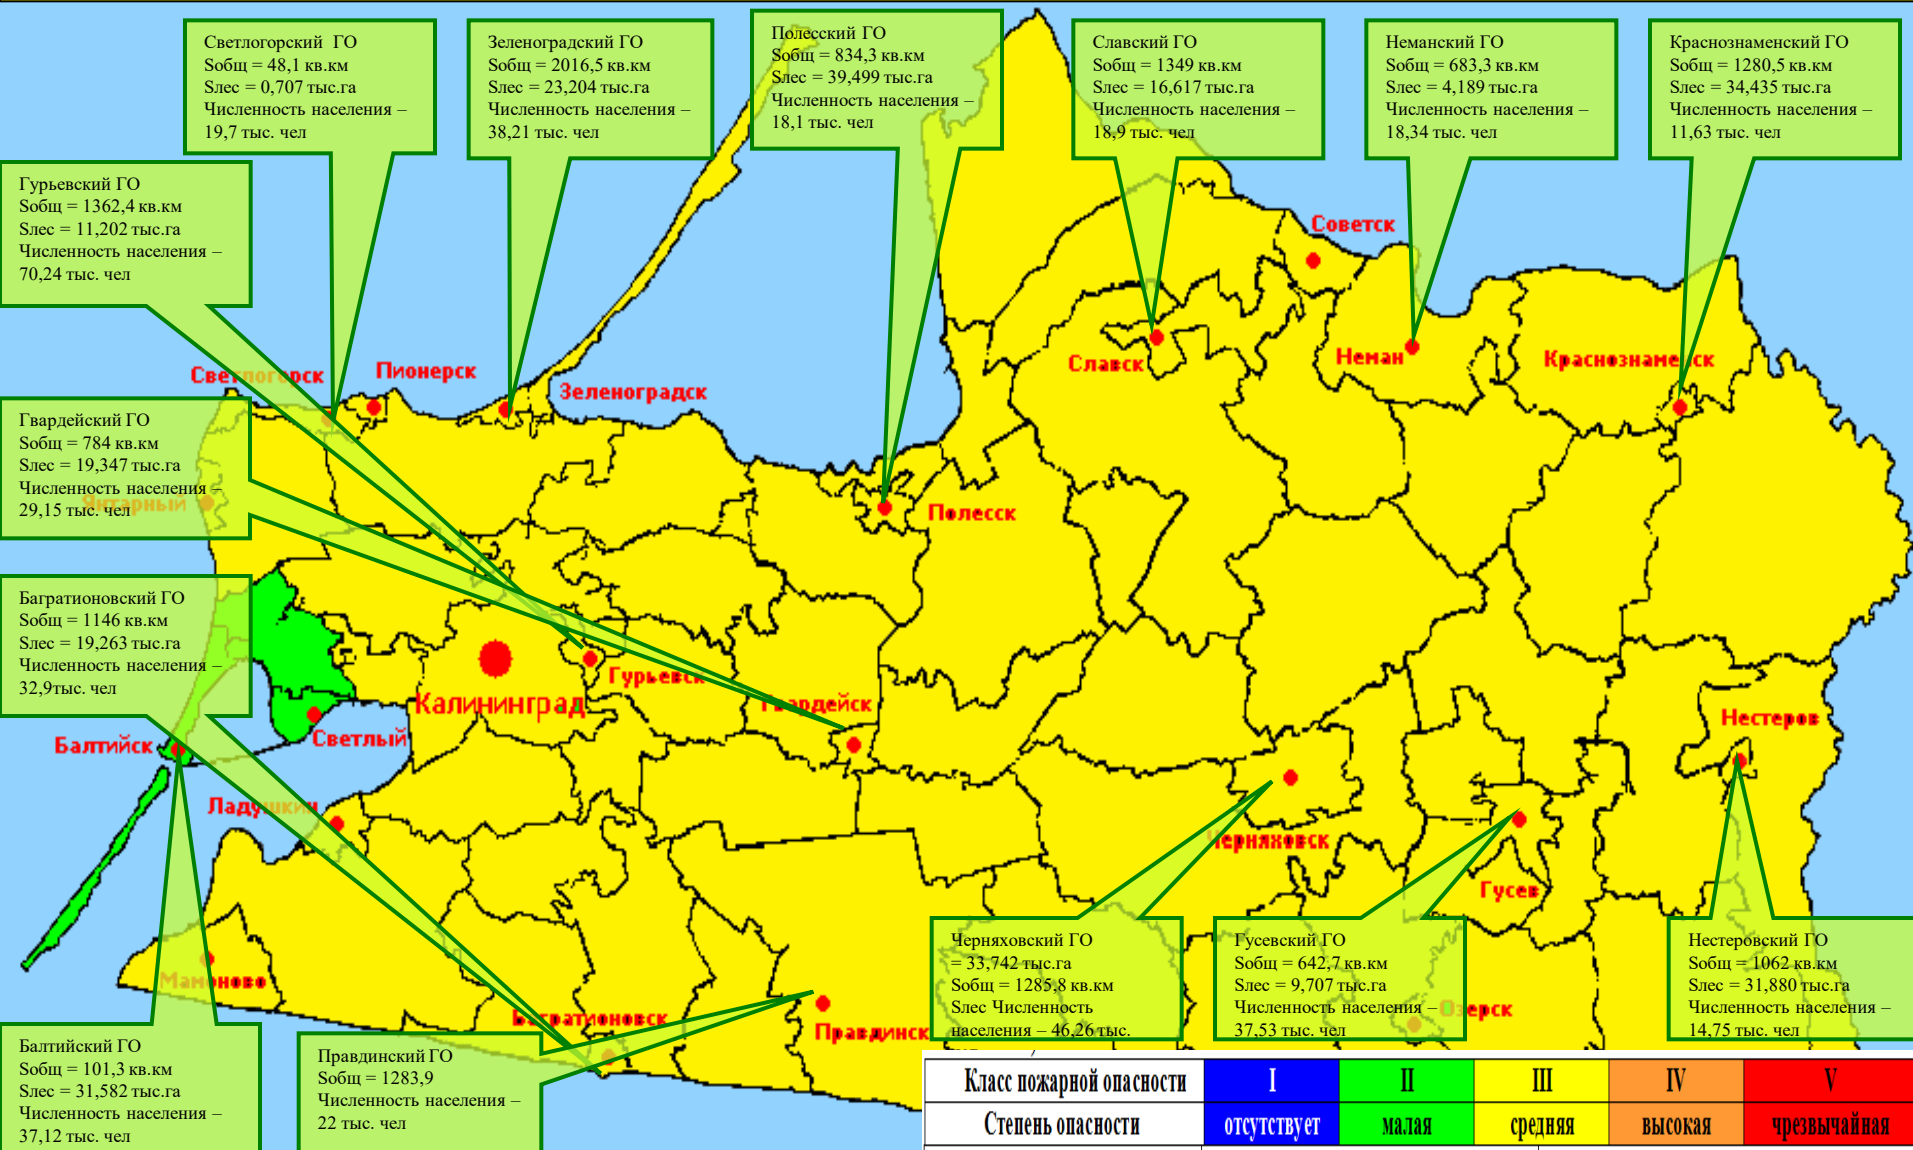 Светлогорский ГО
Sобщ = 48,1 кв.км
Sлес = 0,707 тыс.га
Численность населения –
19,7 тыс. чел
Зеленоградский ГО
Sобщ = 2016,5 кв.км
Sлес = 23,204 тыс.га
Численность населения –
38,21 тыс. чел
Полесский ГО
Sобщ = 834,3 кв.км
Sлес = 39,499 тыс.га
Численность населения –
18,1 тыс. чел
Славский ГО
Sобщ = 1349 кв.км
Sлес = 16,617 тыс.га
Численность населения –
18,9 тыс. чел
Неманский ГО
Sобщ = 683,3 кв.км
Sлес = 4,189 тыс.га
Численность населения –
18,34 тыс. чел
Краснознаменский ГО
Sобщ = 1280,5 кв.км
Sлес = 34,435 тыс.га
Численность населения –
11,63 тыс. чел
Гурьевский ГО
Sобщ = 1362,4 кв.км
Sлес = 11,202 тыс.га
Численность населения –
70,24 тыс. чел
Советск
Славск
Неман
Краснознаменск
Светлогорск
Пионерск
Зеленоградск
Гвардейский ГО
Sобщ = 784 кв.км
Sлес = 19,347 тыс.га
Численность населения –
29,15 тыс. чел
Янтарный
Полесск
Багратионовский ГО
Sобщ = 1146 кв.км
Sлес = 19,263 тыс.га
Численность населения –
32,9тыс. чел
Гурьевск
Калининград
Гвардейск
Нестеров
Балтийск
Светлый
Ладушкин
Черняховск
Гусев
Мамоново
Багратионовск
Правдинск
Озерск
Черняховский ГО
= 33,742 тыс.га
Sобщ = 1285,8 кв.км
Sлес Численность
населения – 46,26 тыс.
Гусевский ГО
Sобщ = 642,7 кв.км
Sлес = 9,707 тыс.га
Численность населения –
37,53 тыс. чел
Нестеровский ГО
Sобщ = 1062 кв.км
Sлес = 31,880 тыс.га
Численность населения –
14,75 тыс. чел
Балтийский ГО
Sобщ = 101,3 кв.км
Sлес = 31,582 тыс.га
Численность населения –
37,12 тыс. чел
Правдинский ГО
Sобщ = 1283,9
Численность населения –
22 тыс. чел
Класс пожарной опасности I II III IV V
Степень опасности отсутствует малая средняя высокая чрезвычайная